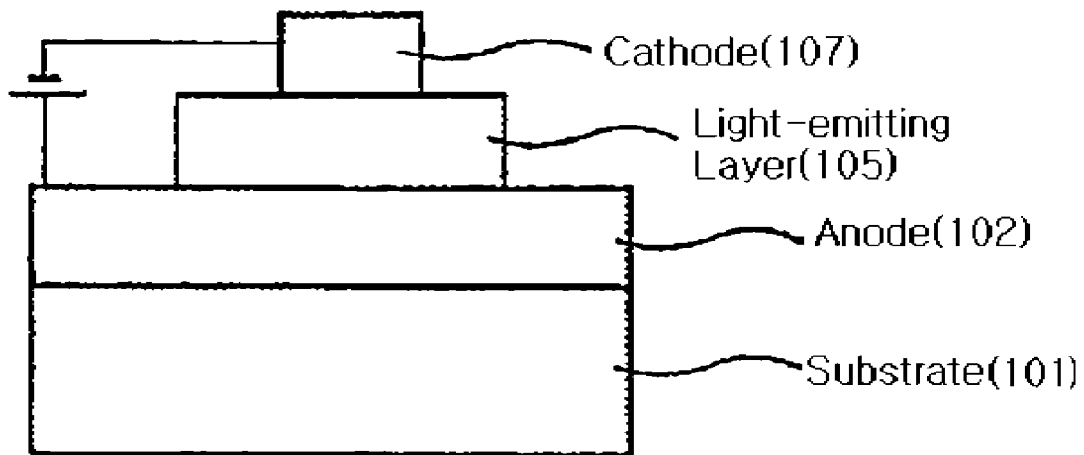 Cathode(107)
Light-emitting
Layer(105)
Anode(102)
Substrate(101)